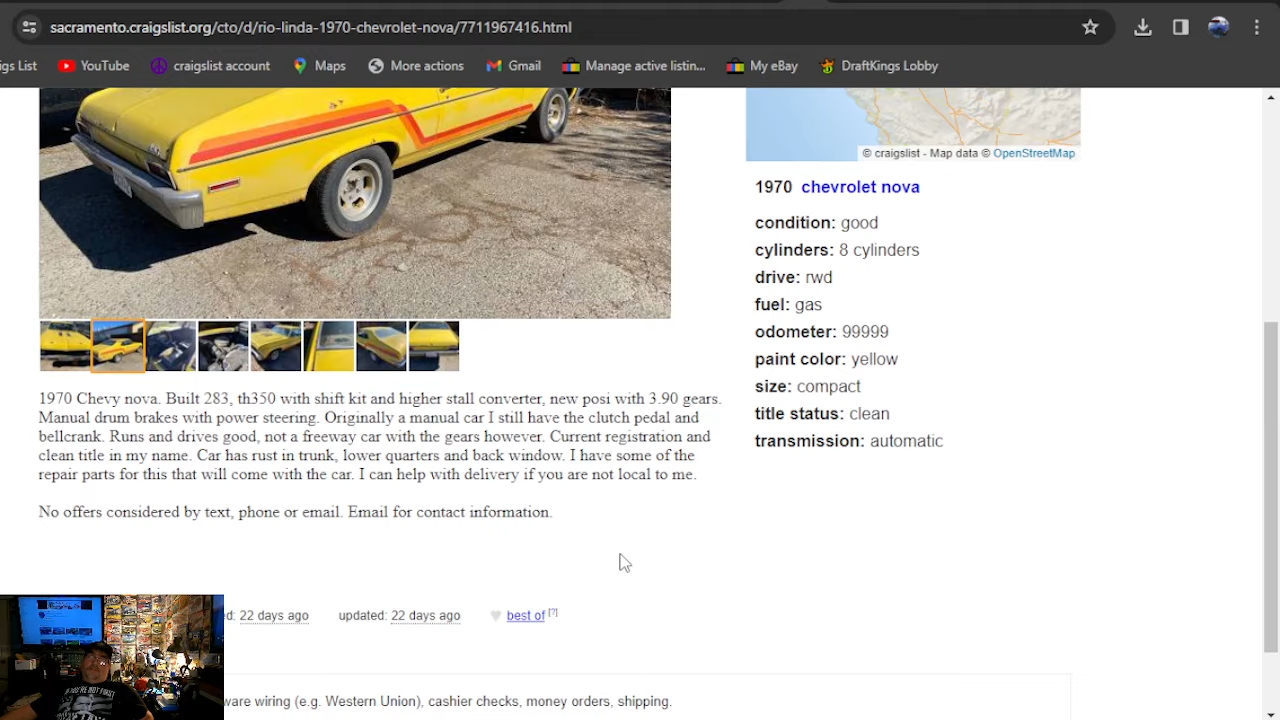 sacramento.craigslist.org/cto/d/rio-linda-1970-chevrolet-nova/7711967416.html
igs List YouTube craigslist account Maps More actions Gmail Manage active listin... My eBay DraftKings Lobby
© craigslist - Map data © OpenStreetMap
1970 chevrolet nova
condition: good
cylinders: 8 cylinders
drive: rwd
fuel: gas
odometer: 99999
paint color: yellow
size: compact
title status: clean
transmission: automatic
1970 Chevy nova. Built 283, th350 with shift kit and higher stall converter, new posi with 3.90 gears.
Manual drum brakes with power steering. Originally a manual car I still have the clutch pedal and
bellcrank. Runs and drives good, not a freeway car with the gears however. Current registration and
clean title in my name. Car has rust in trunk, lower quarters and back window. I have some of the
repair parts for this that will come with the car. I can help with delivery if you are not local to me.
No offers considered by text, phone or email. Email for contact information.
ed: 22 days ago updated: 22 days ago best of [?]
ware wiring (e.g. Western Union), cashier checks, money orders, shipping.
IF YOU'RE NOT FIRST